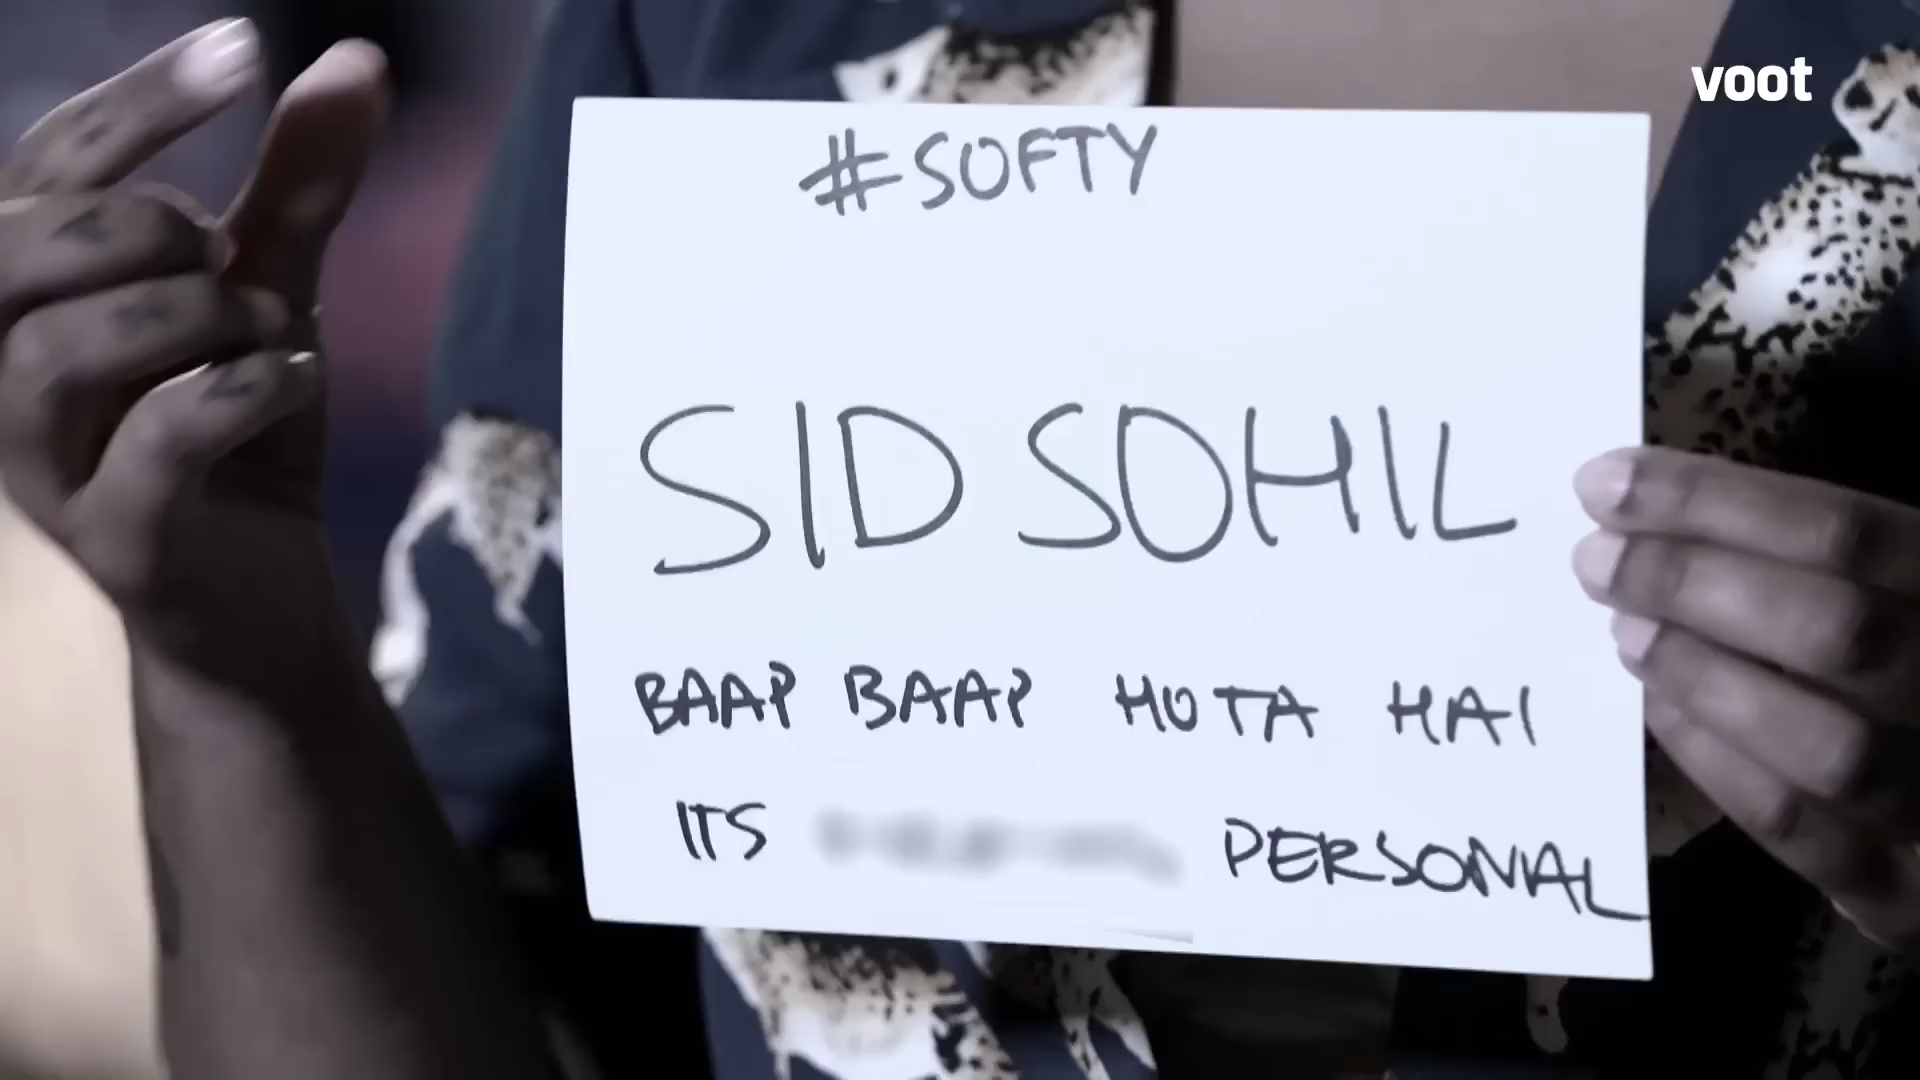 voot
#SOFTY
SID SOHIL
BAAP BAAP HOTA HAI
ITS PERSONAL